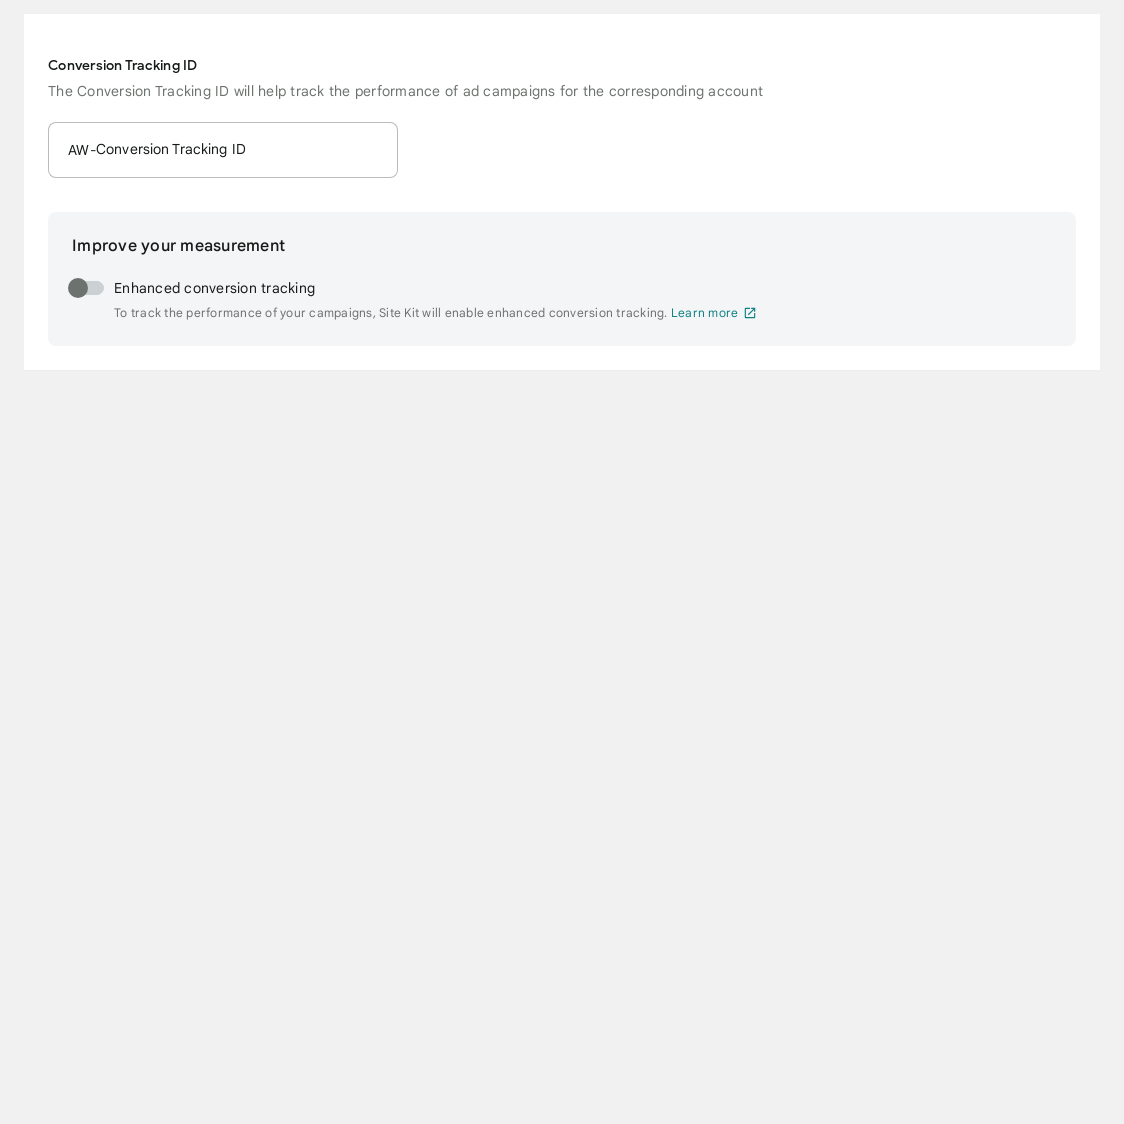 Conversion Tracking ID
The Conversion Tracking ID will help track the performance of ad campaigns for the corresponding account
AW-Conversion Tracking ID
Improve your measurement
Enhanced conversion tracking
To track the performance of your campaigns, Site Kit will enable enhanced conversion tracking. Learn more